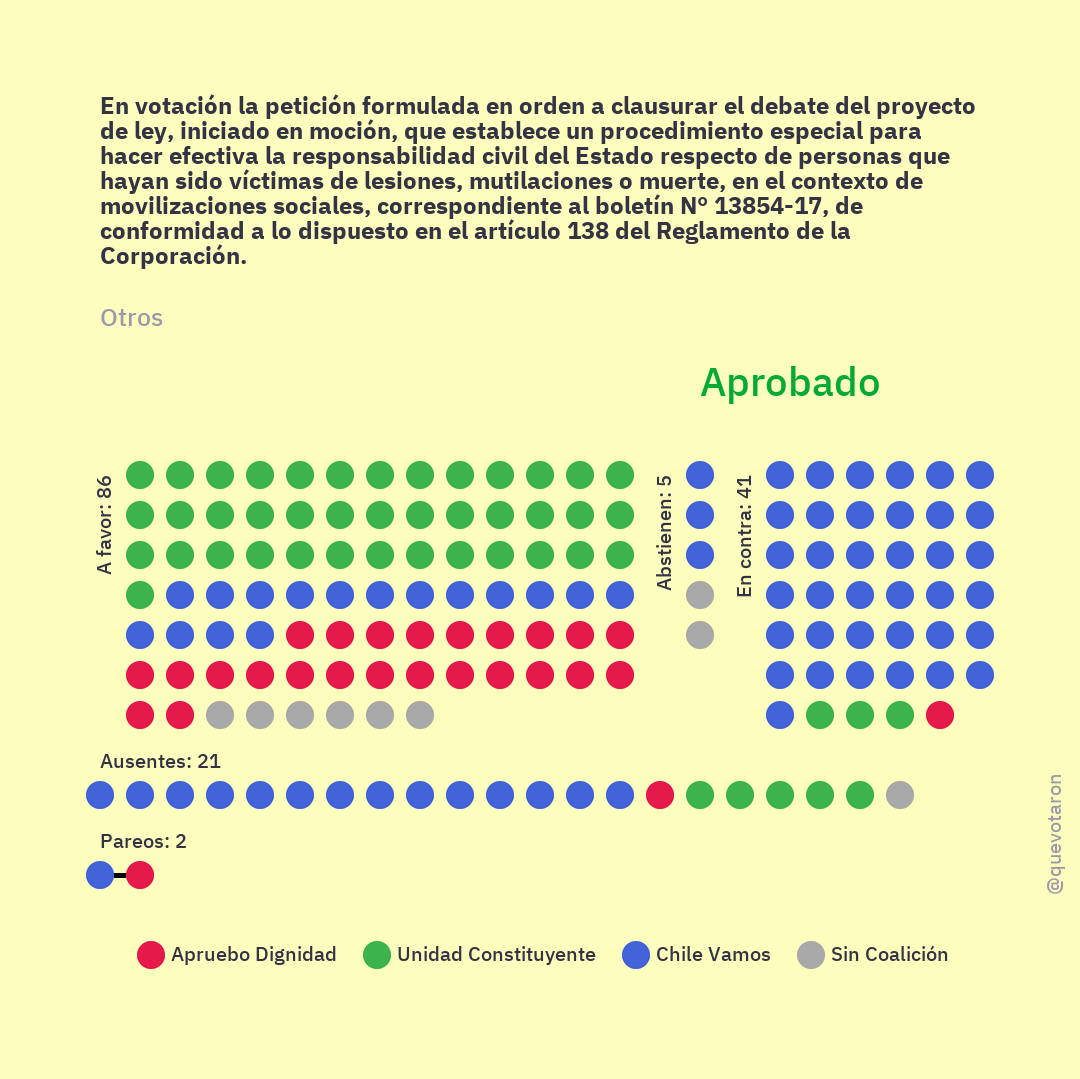 En votación la petición formulada en orden a clausurar el debate del proyecto
de ley, iniciado en moción, que establece un procedimiento especial para
hacer efectiva la responsabilidad civil del Estado respecto de personas que
hayan sido víctimas de lesiones, mutilaciones o muerte, en el contexto de
movilizaciones sociales, correspondiente al boletín N° 13854-17, de
conformidad a lo dispuesto en el artículo 138 del Reglamento de la
Corporación.
Otros
Aprobado
A favor: 86
Abstienen: 5
En contra: 41
Ausentes: 21
Pareos: 2
@quevotaron
Apruebo Dignidad
Unidad Constituyente
Chile Vamos
Sin Coalición